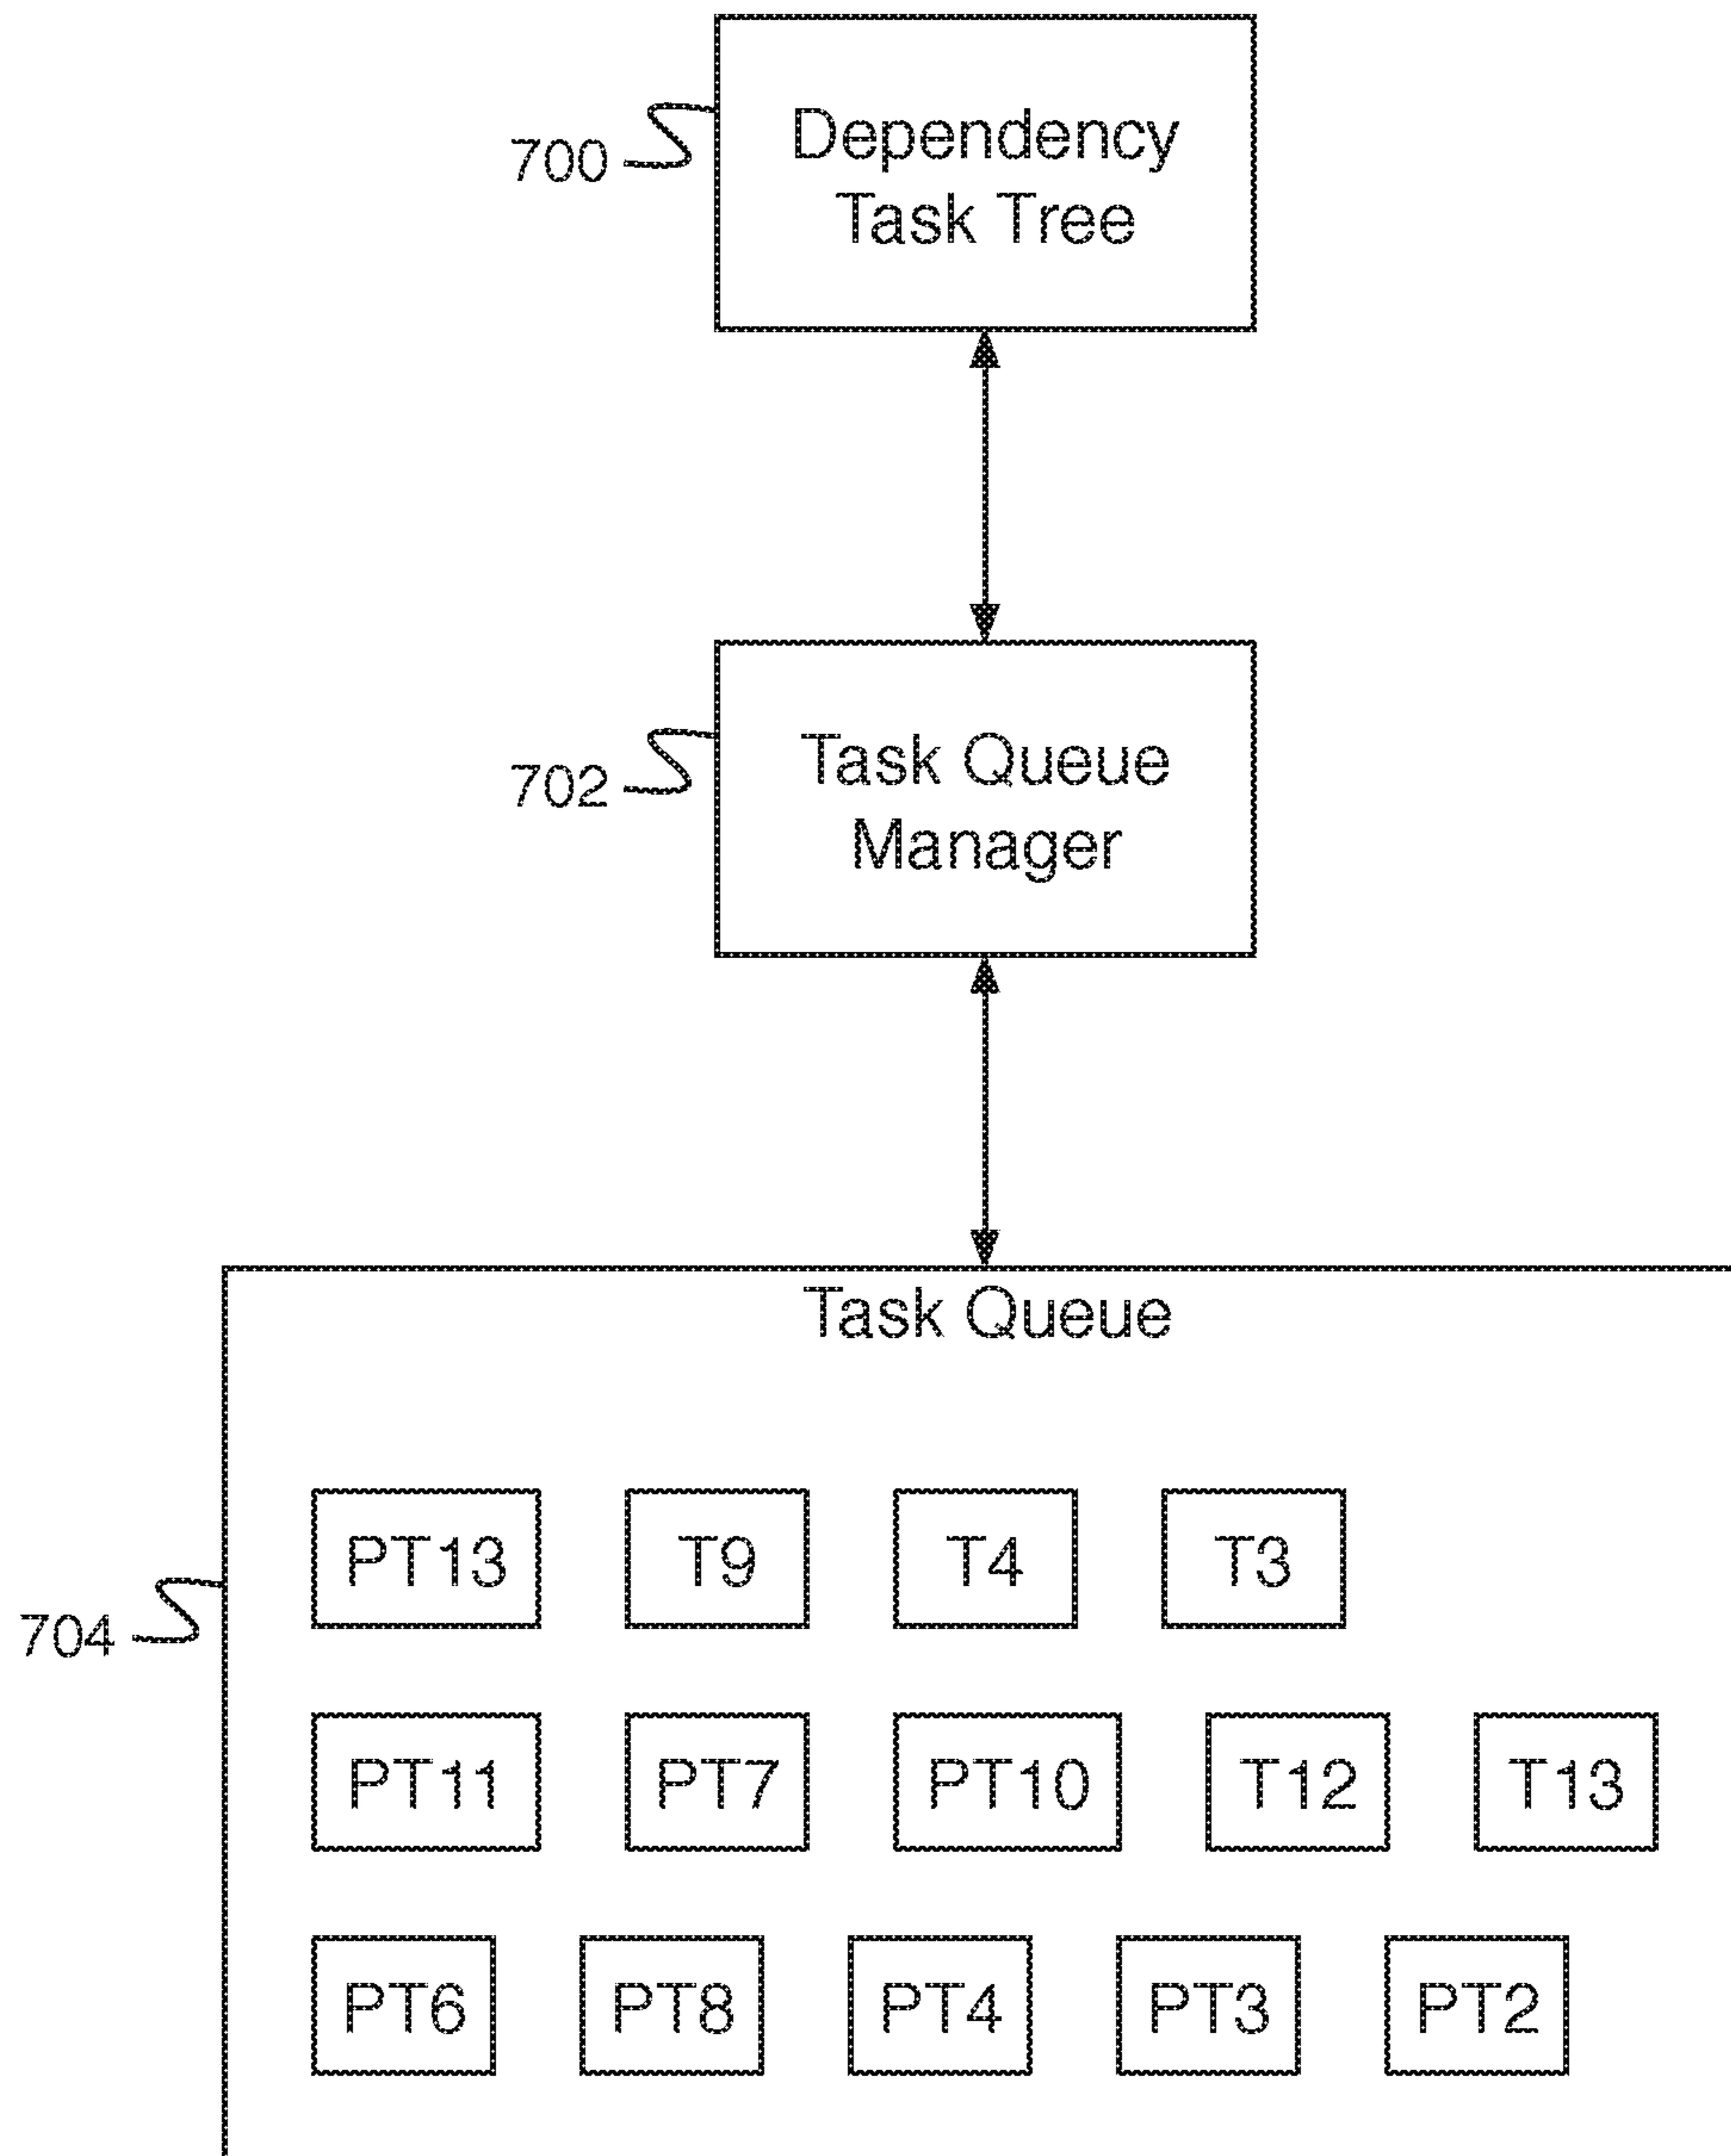 Dependency
Task Tree
700
Task Queue
Manager
702
Task Queue
PT13 T9 T4 T3
704
PT11 PT7 PT10 T12 T13
PT6 PT8 PT4 PT3 PT2